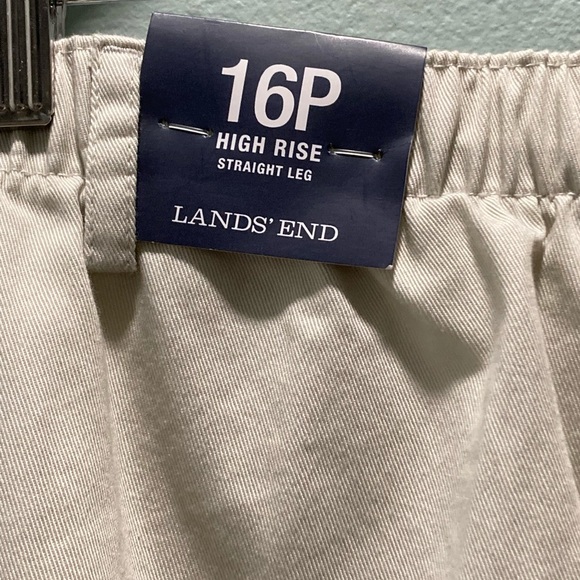 16P
HIGH RISE
STRAIGHT LEG
LANDS' END